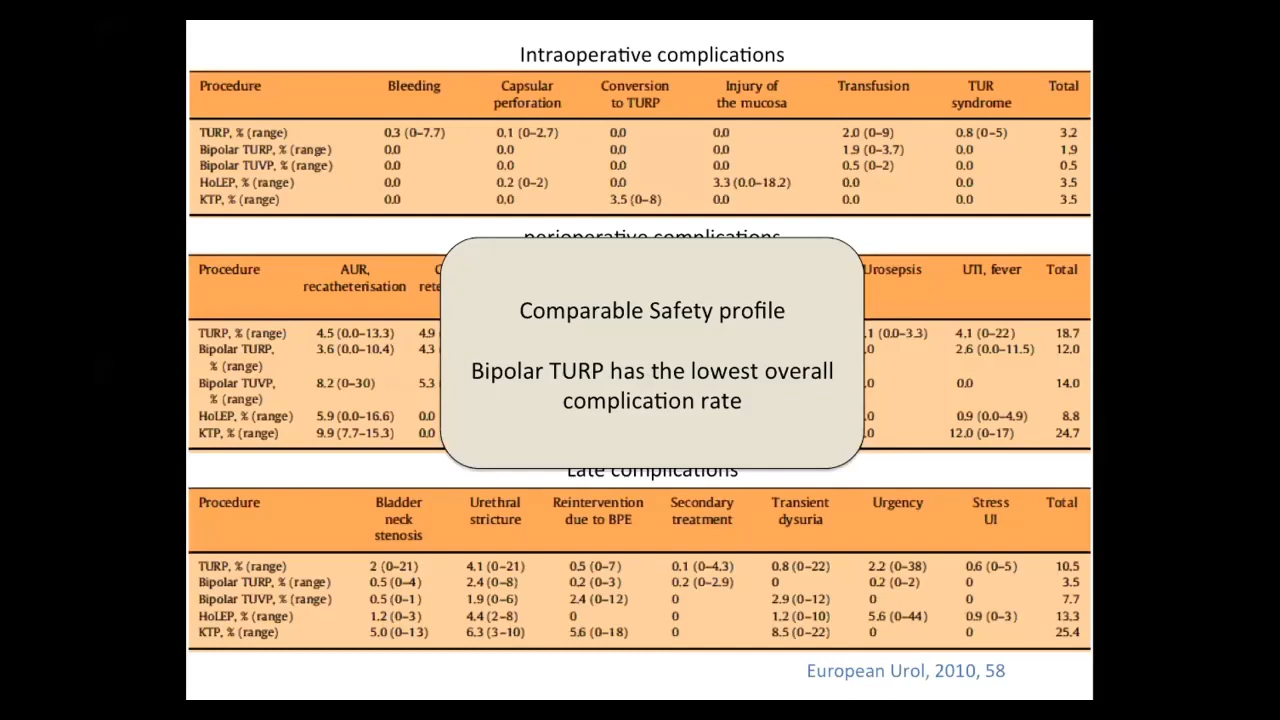 Intraoperative complications
Procedure Bleeding Capsular perforation Conversion to TURP Injury of the mucosa Transfusion TUR syndrome Total
TURP, % (range) 0.3 (0–7.7) 0.1 (0–2.7) 0.0 0.0 2.0 (0–9) 0.8 (0–5) 3.2
Bipolar TURP, % (range) 0.0 0.0 0.0 0.0 1.9 (0–3.7) 0.0 1.9
Bipolar TUVP, % (range) 0.0 0.0 0.0 0.0 0.5 (0–2) 0.0 0.5
HoLEP, % (range) 0.0 0.2 (0–2) 0.0 3.3 (0.0–18.2) 0.0 0.0 3.5
KTP, % (range) 0.0 0.0 3.5 (0–8) 0.0 0.0 0.0 3.5
perioperative complications
Procedure AUR, recatheterisation Urosepsis UTI, fever Total
TURP, % (range) 4.5 (0.0–13.3) 4.9 .1 (0.0–3.3) 4.1 (0–22) 18.7
Bipolar TURP, % (range) 3.6 (0.0–10.4) 4.3 .0 2.6 (0.0–11.5) 12.0
Bipolar TUVP, % (range) 8.2 (0–30) 5.3 .0 0.0 14.0
HoLEP, % (range) 5.9 (0.0–16.6) 0.0 .0 0.9 (0.0–4.9) 8.8
KTP, % (range) 9.9 (7.7–15.3) 0.0 .0 12.0 (0–17) 24.7
Comparable Safety profile
Bipolar TURP has the lowest overall
complication rate
Late complications
Procedure Bladder neck stenosis Urethral stricture Reintervention due to BPE Secondary treatment Transient dysuria Urgency Stress UI Total
TURP, % (range) 2 (0–21) 4.1 (0–21) 0.5 (0–7) 0.1 (0–4.3) 0.8 (0–22) 2.2 (0–38) 0.6 (0–5) 10.5
Bipolar TURP, % (range) 0.5 (0–4) 2.4 (0–8) 0.2 (0–3) 0.2 (0–2.9) 0 0.2 (0–2) 0 3.5
Bipolar TUVP, % (range) 0.5 (0–1) 1.9 (0–6) 2.4 (0–12) 0 2.9 (0–12) 0 0 7.7
HoLEP, % (range) 1.2 (0–3) 4.4 (2–8) 0 0 1.2 (0–10) 5.6 (0–44) 0.9 (0–3) 13.3
KTP, % (range) 5.0 (0–13) 6.3 (3–10) 5.6 (0–18) 0 8.5 (0–22) 0 0 25.4
European Urol, 2010, 58